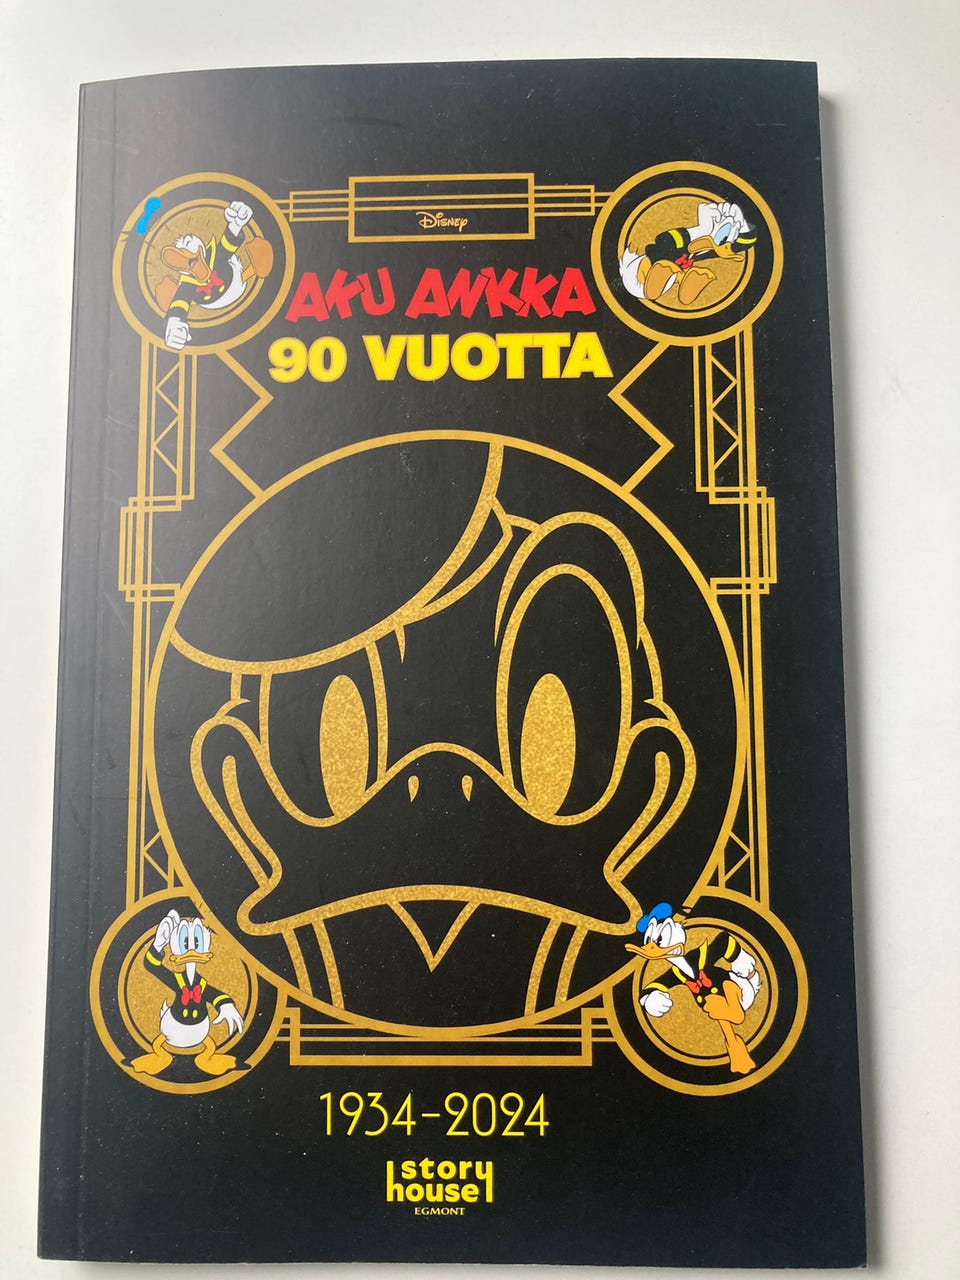 Disney
AKU ANKKA
90 VUOTTA
1934-2024
story
house
EGMONT